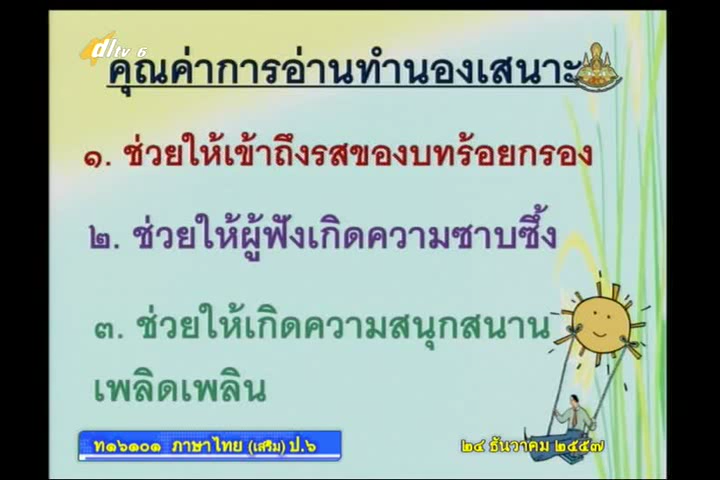 dltv 6
คุณค่าการอ่านทำนองเสนาะ
๑. ช่วยให้เข้าถึงรสของบทร้อยกรอง
๒. ช่วยให้ผู้ฟังเกิดความซาบซึ้ง
๓. ช่วยให้เกิดความสนุกสนาน
เพลิดเพลิน
ท๑๖๑๐๑ ภาษาไทย (เสริม) ป.๖
๒๔ ธันวาคม ๒๕๕๗